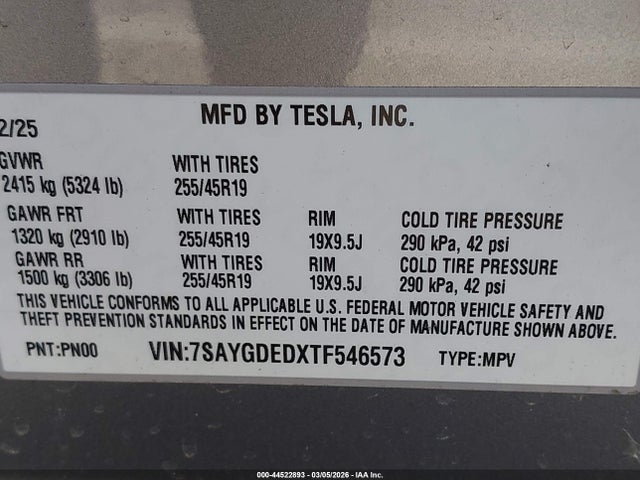 MFD BY TESLA, INC.
2/25
GVWR WITH TIRES
2415 kg (5324 lb) 255/45R19
GAWR FRT WITH TIRES RIM COLD TIRE PRESSURE
1320 kg (2910 lb) 255/45R19 19X9.5J 290 kPa, 42 psi
GAWR RR WITH TIRES RIM COLD TIRE PRESSURE
1500 kg (3306 lb) 255/45R19 19X9.5J 290 kPa, 42 psi
THIS VEHICLE CONFORMS TO ALL APPLICABLE U.S. FEDERAL MOTOR VEHICLE SAFETY AND
THEFT PREVENTION STANDARDS IN EFFECT ON THE DATE OF MANUFACTURE SHOWN ABOVE.
PNT:PN00 VIN:7SAYGDEDXTF546573 TYPE:MPV
000-44522893 - 03/05/2026 - IAA Inc.